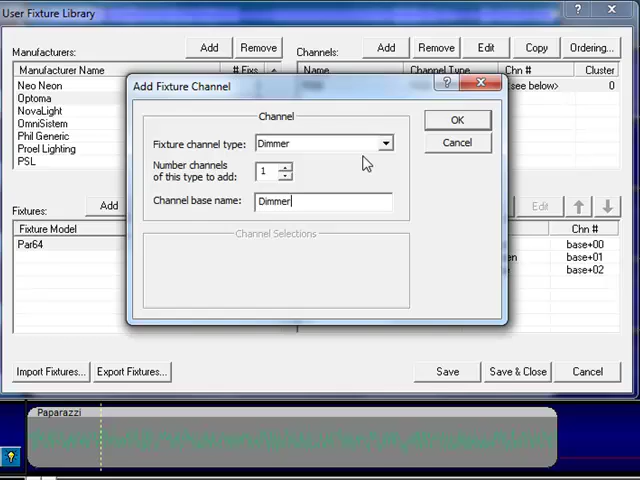 User Fixture Library
Manufacturers: Add Remove Channels: Add Remove Edit Copy Ordering...
Manufacturer Name # Fixs Name Channel Type Chn # Cluster
Neo Neon <see below> 0
Optoma
NovaLight
OmniSistem
Phil Generic
Proel Lighting
PSL
Add Fixture Channel
Channel
Fixture channel type: Dimmer
Number channels of this type to add: 1
Channel base name: Dimmer
Channel Selections
OK
Cancel
Fixtures: Add Edit
Fixture Model Chn #
Par64 base+00
base+01
base+02
Import Fixtures... Export Fixtures... Save Save & Close Cancel
Paparazzi